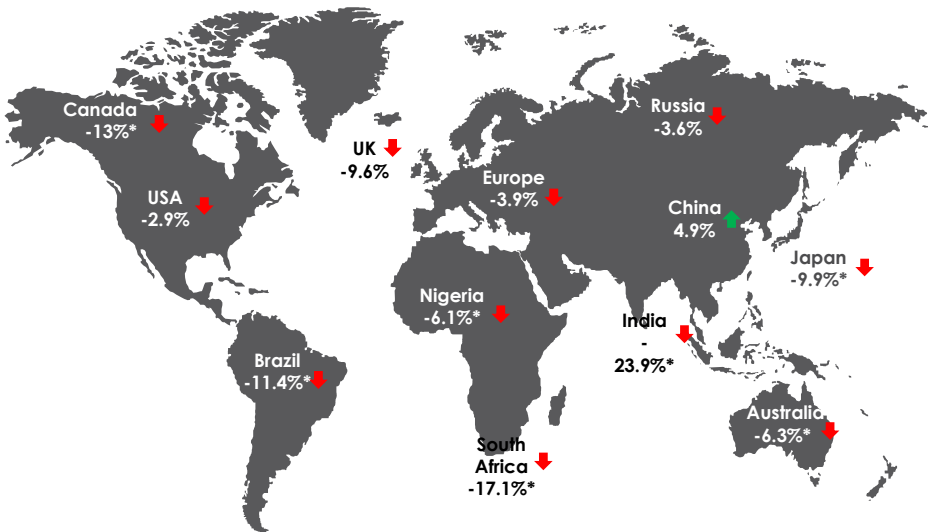 Canada
-13%*
Russia
-3.6%
UK
-9.6%
Europe
-3.9%
USA
-2.9%
China
4.9%
Japan
-9.9%*
Nigeria
-6.1%*
India
-
23.9%*
Brazil
-11.4%*
Australia
-6.3%*
South
Africa
-17.1%*